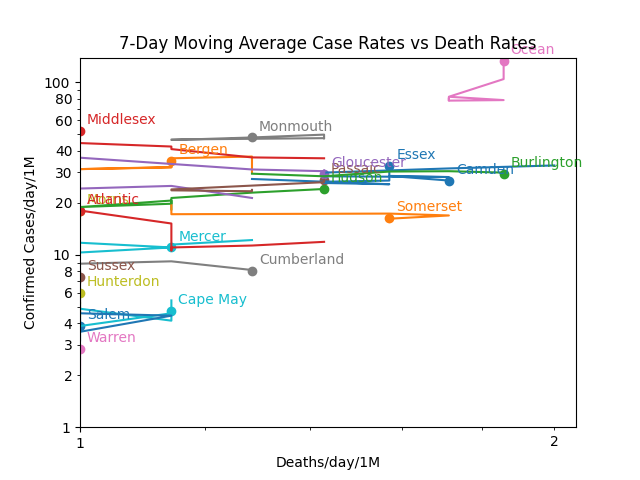 7-Day Moving Average Case Rates vs Death Rates
Ocean
100
80
60
40
30
20
10
8
6
4
3
2
1
Middlesex
Monmouth
Bergen
Essex
Gloucester
Burlington
Passaic
Camden
Atlantic
Somerset
Mercer
Cumberland
Sussex
Hunterdon
Cape May
Salem
Warren
Confirmed Cases/day/1M
1
2
Deaths/day/1M